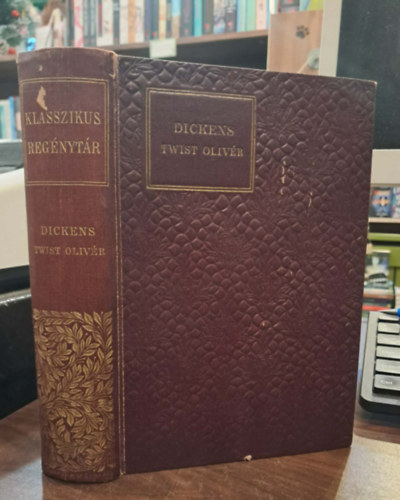 KLASSZIKUS
REGÉNYTÁR
DICKENS
TWIST OLIVÉR
DICKENS
TWIST OLIVÉR